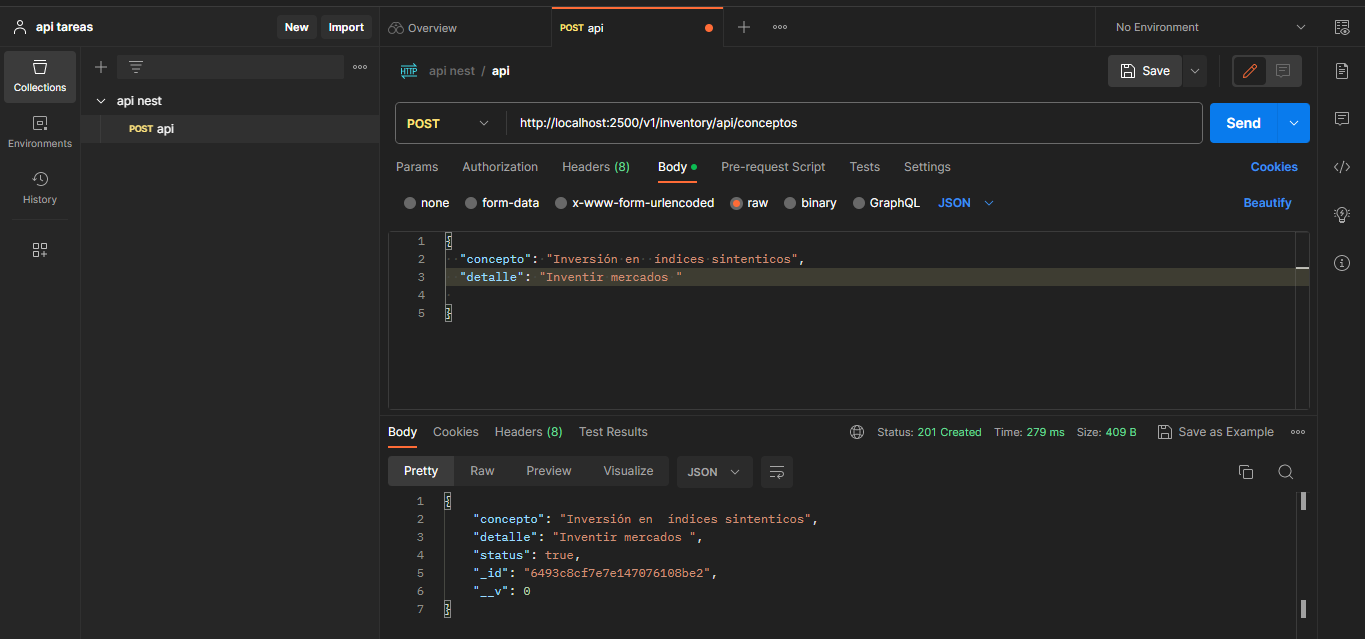 api tareas
New
Import
Overview
POST api
No Environment
Collections
Environments
History
api nest
POST api
HTTP api nest / api
Save
POST
http://localhost:2500/v1/inventory/api/conceptos
Send
Params
Authorization
Headers (8)
Body
Pre-request Script
Tests
Settings
Cookies
none
form-data
x-www-form-urlencoded
raw
binary
GraphQL
JSON
Beautify
1 {
2 "concepto": "Inversión en  índices sintenticos",
3 "detalle": "Inventir mercados "
4
5 }
Body
Cookies
Headers (8)
Test Results
Status: 201 Created
Time: 279 ms
Size: 409 B
Save as Example
Pretty
Raw
Preview
Visualize
JSON
1 {
2 "concepto": "Inversión en  índices sintenticos",
3 "detalle": "Inventir mercados ",
4 "status": true,
5 "_id": "6493c8cf7e7e147076108be2",
6 "__v": 0
7 }